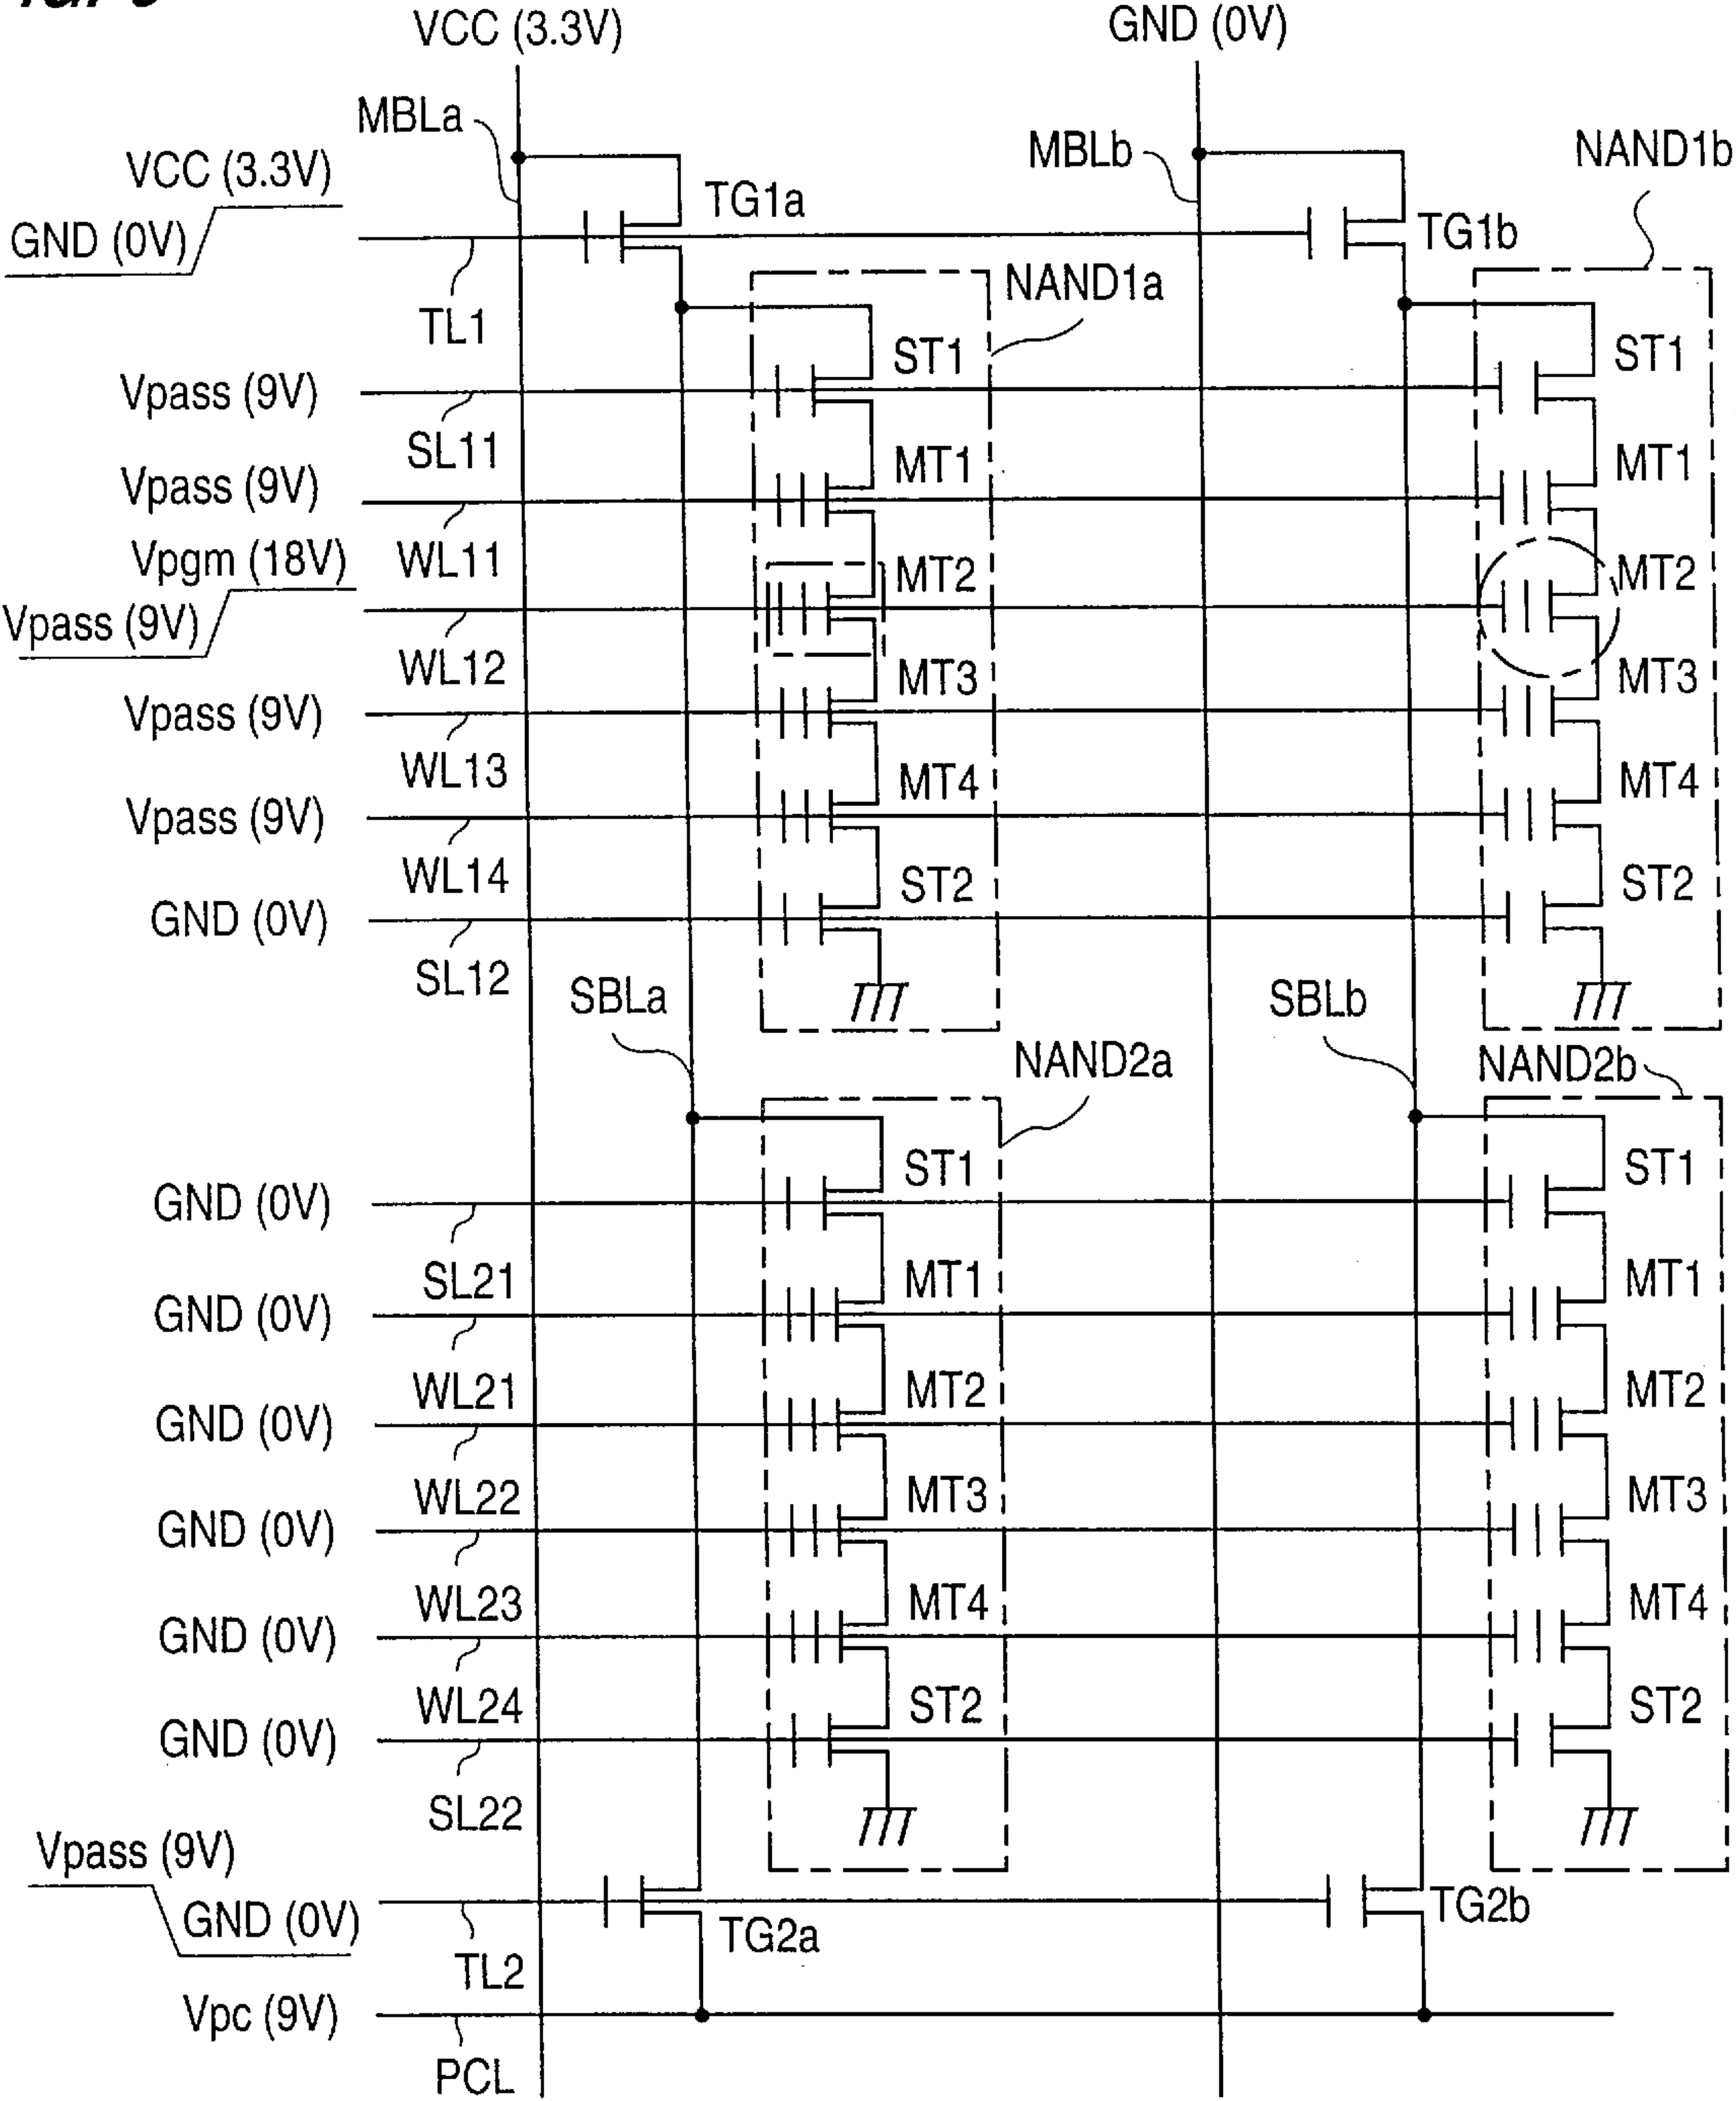 VCC (3.3V) GND (0V)
MBLa MBLb NAND1b
VCC (3.3V) TG1a
GND (0V) TG1b
NAND1a
TL1 ST1 ST1
Vpass (9V)
SL11 MT1 MT1
Vpass (9V)
WL11 MT2 MT2
Vpgm (18V)
Vpass (9V)
WL12 MT3 MT3
Vpass (9V)
WL13 MT4 MT4
Vpass (9V)
WL14 ST2 ST2
GND (0V)
SL12
SBLa SBLb
NAND2a NAND2b
ST1 ST1
GND (0V)
SL21 MT1 MT1
GND (0V)
WL21 MT2 MT2
GND (0V)
WL22 MT3 MT3
GND (0V)
WL23 MT4 MT4
GND (0V)
WL24 ST2 ST2
GND (0V)
SL22
Vpass (9V)
GND (0V) TG2a TG2b
TL2
Vpc (9V)
PCL